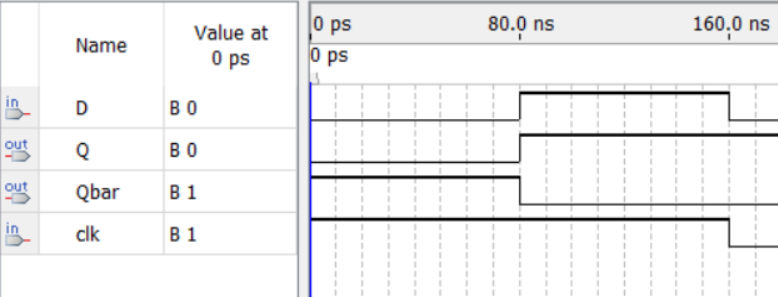 Name
Value at
0 ps
0 ps
80.0 ns
160.0 ns
0 ps
in
D
B 0
out
Q
B 0
out
Qbar
B 1
in
clk
B 1